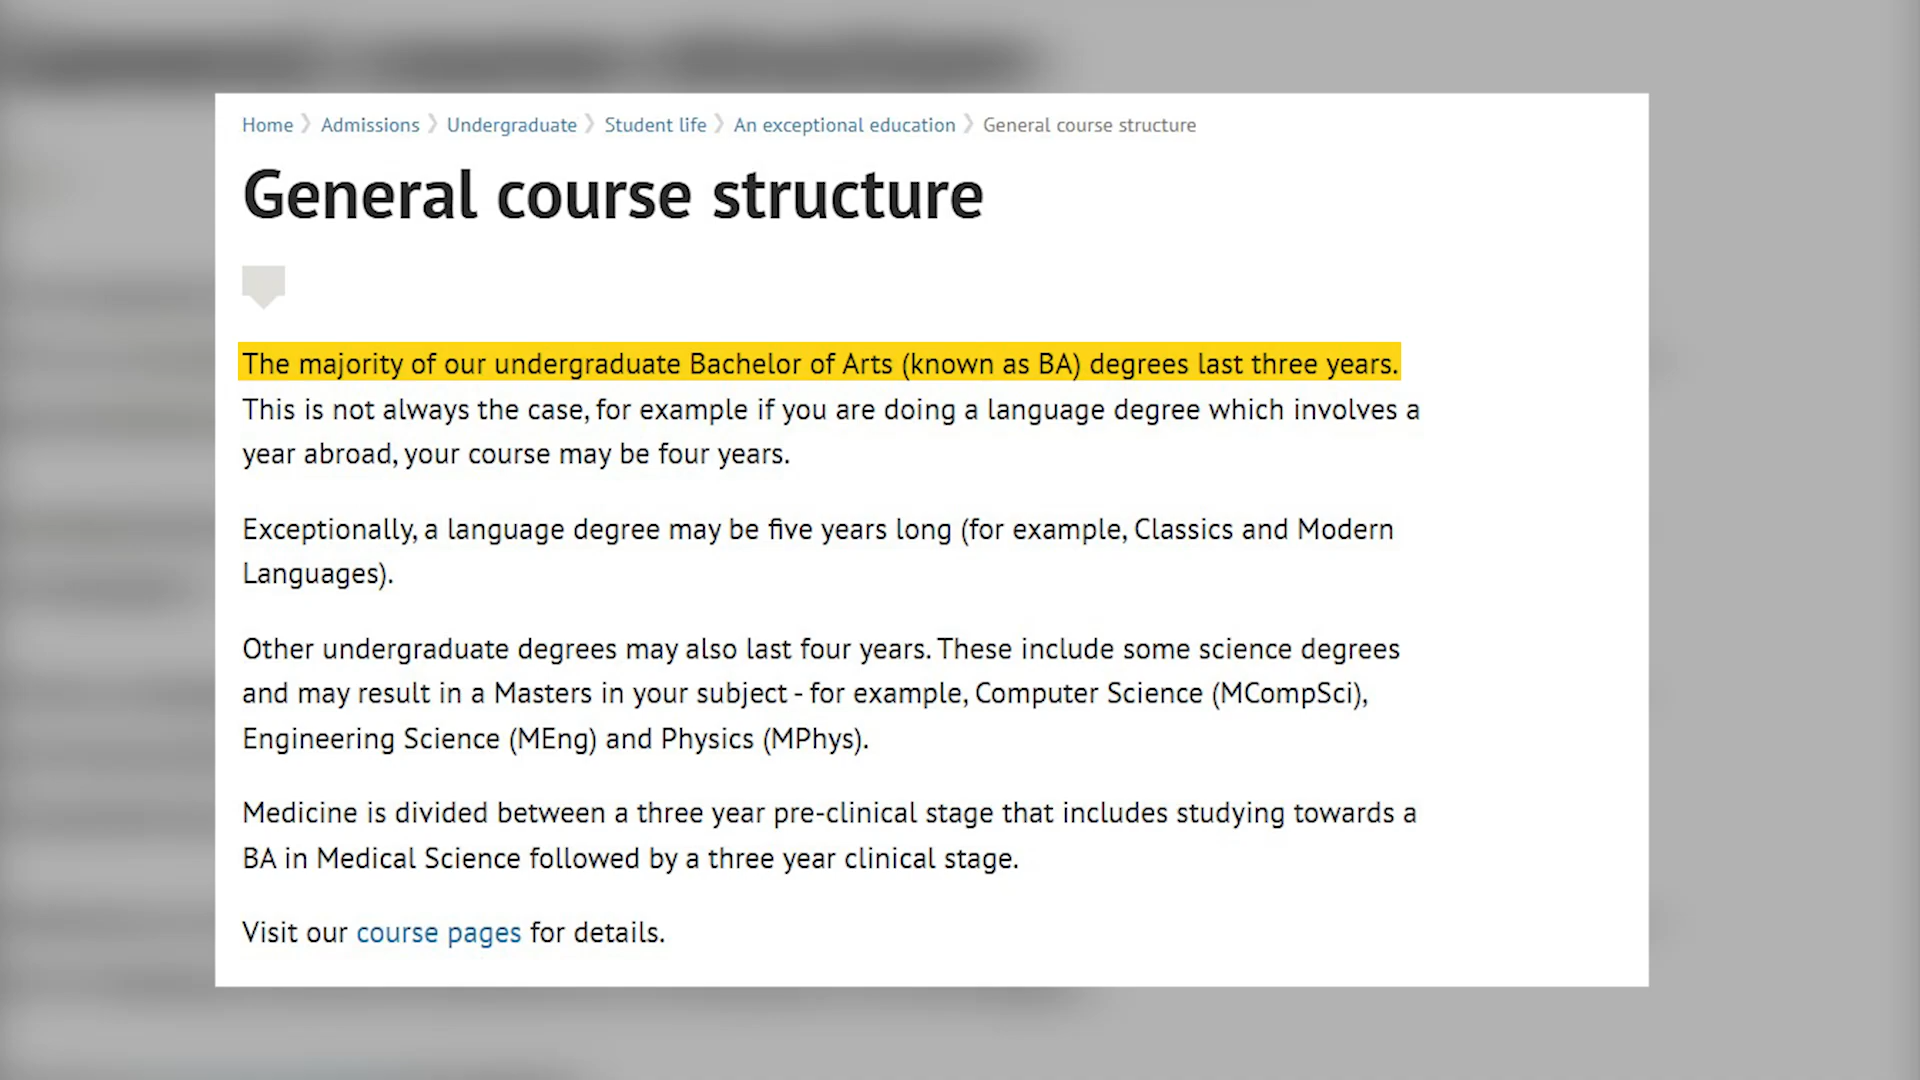 Home > Admissions > Undergraduate > Student life > An exceptional education > General course structure
General course structure
The majority of our undergraduate Bachelor of Arts (known as BA) degrees last three years.
This is not always the case, for example if you are doing a language degree which involves a
year abroad, your course may be four years.
Exceptionally, a language degree may be five years long (for example, Classics and Modern
Languages).
Other undergraduate degrees may also last four years. These include some science degrees
and may result in a Masters in your subject - for example, Computer Science (MCompSci),
Engineering Science (MEng) and Physics (MPhys).
Medicine is divided between a three year pre-clinical stage that includes studying towards a
BA in Medical Science followed by a three year clinical stage.
Visit our course pages for details.